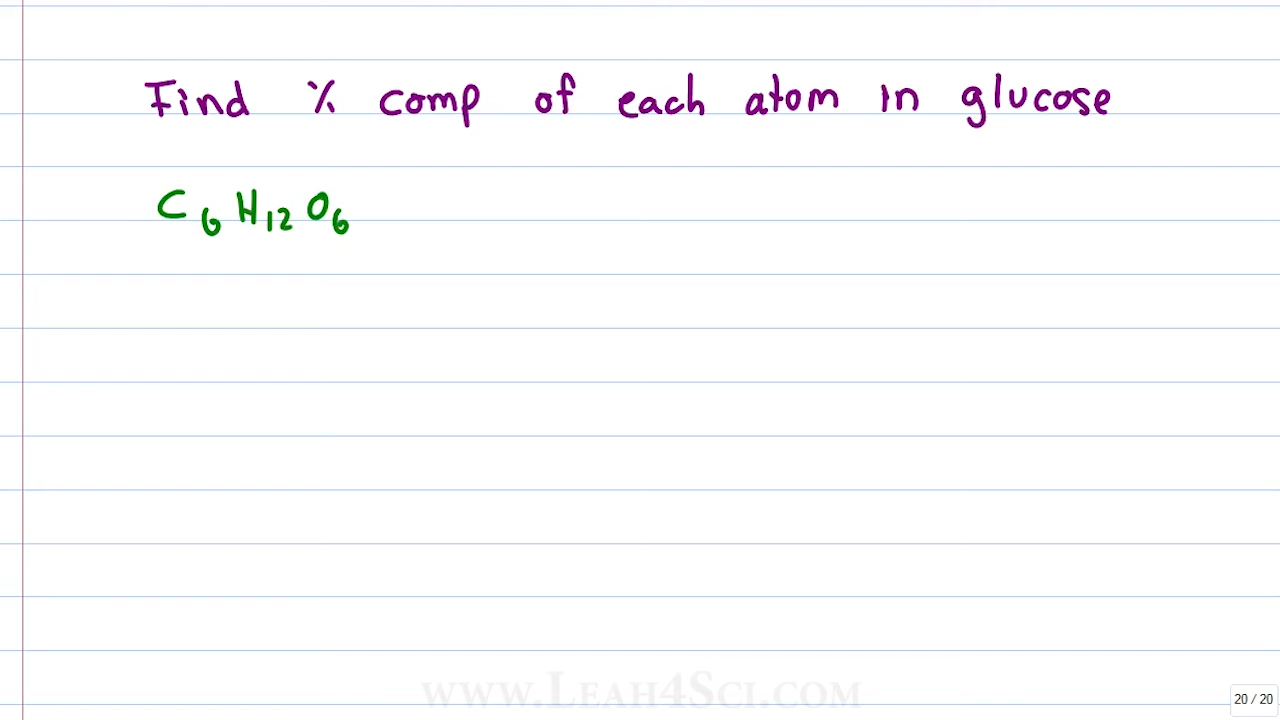 Find % comp of each atom in glucose
C₆H₁₂O₆
www.Leah4Sci.com
20 / 20